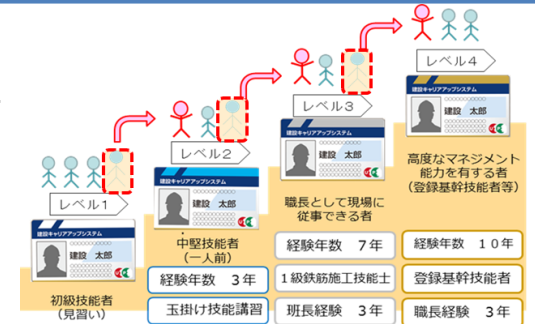 レベル4
建設キャリアアップシステム
建設 太郎
高度なマネジメント
能力を有する者
(登録基幹技能者等)
経験年数 10年
登録基幹技能者
職長経験 3年
レベル3
建設キャリアアップシステム
建設 太郎
職長として現場に
従事できる者
経験年数 7年
1級鉄筋施工技能士
班長経験 3年
レベル2
建設キャリアアップシステム
建設 太郎
中堅技能者
(一人前)
経験年数 3年
玉掛け技能講習
レベル1
建設キャリアアップシステム
建設 太郎
初級技能者
(見習い)